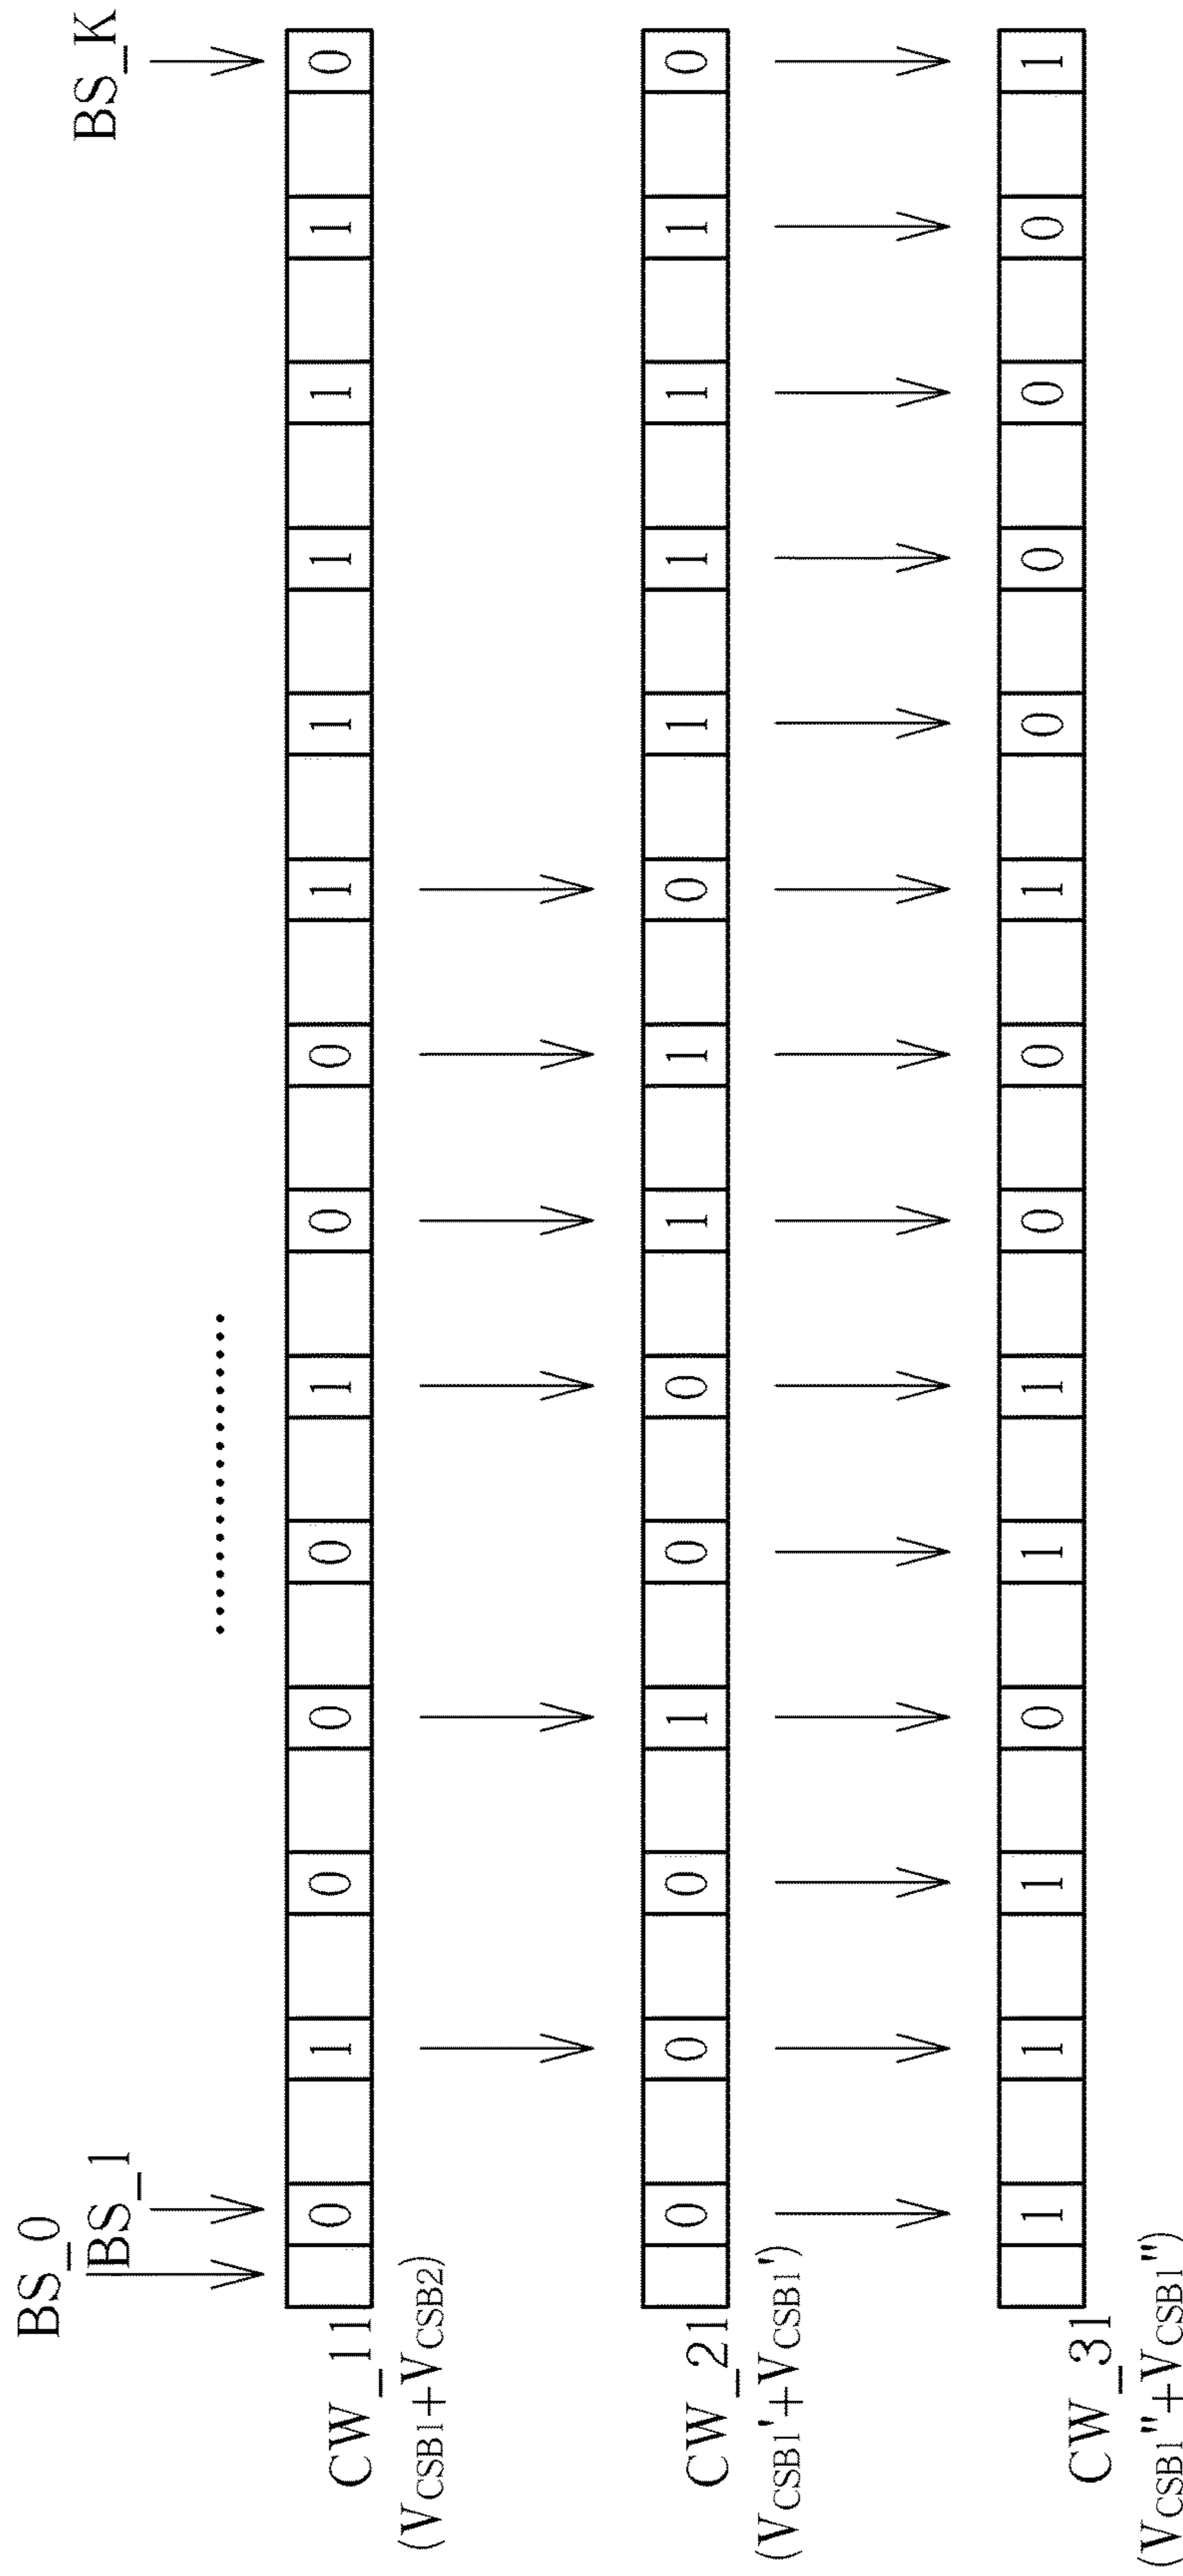 BS_0
BS_1 ......... BS_K
CW_11 0 1 0 0 0 1 0 0 1 1 1 1 1 0
(VCSB1+VCSB2)
CW_21 0 0 0 1 0 0 1 1 0 1 1 1 1 0
(VCSB1'+VCSB1')
CW_31 1 1 1 0 1 1 0 0 1 0 0 0 0 1
(VCSB1"+VCSB1")